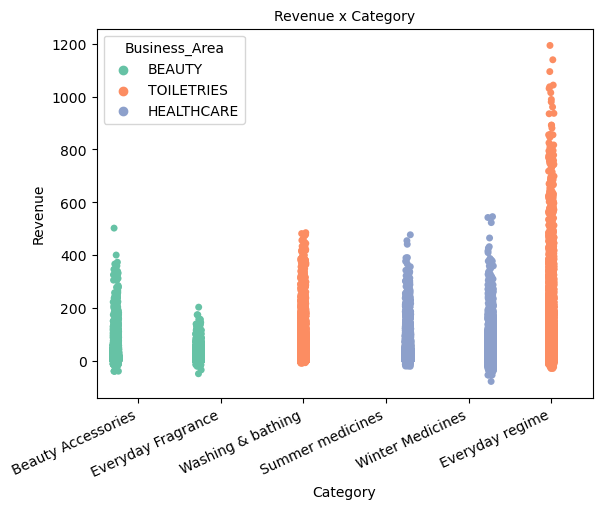 Revenue x Category
Business_Area
BEAUTY
TOILETRIES
HEALTHCARE
Revenue
1200
1000
800
600
400
200
0
Beauty Accessories
Everyday Fragrance
Washing & bathing
Summer medicines
Winter Medicines
Everyday regime
Category